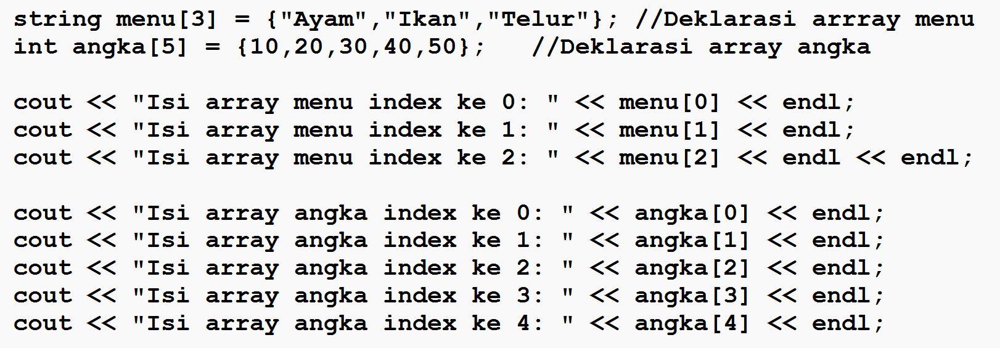 string menu[3] = {"Ayam","Ikan","Telur"}; //Deklarasi arrray menu
int angka[5] = {10,20,30,40,50};   //Deklarasi array angka
cout << "Isi array menu index ke 0: " << menu[0] << endl;
cout << "Isi array menu index ke 1: " << menu[1] << endl;
cout << "Isi array menu index ke 2: " << menu[2] << endl << endl;
cout << "Isi array angka index ke 0: " << angka[0] << endl;
cout << "Isi array angka index ke 1: " << angka[1] << endl;
cout << "Isi array angka index ke 2: " << angka[2] << endl;
cout << "Isi array angka index ke 3: " << angka[3] << endl;
cout << "Isi array angka index ke 4: " << angka[4] << endl;